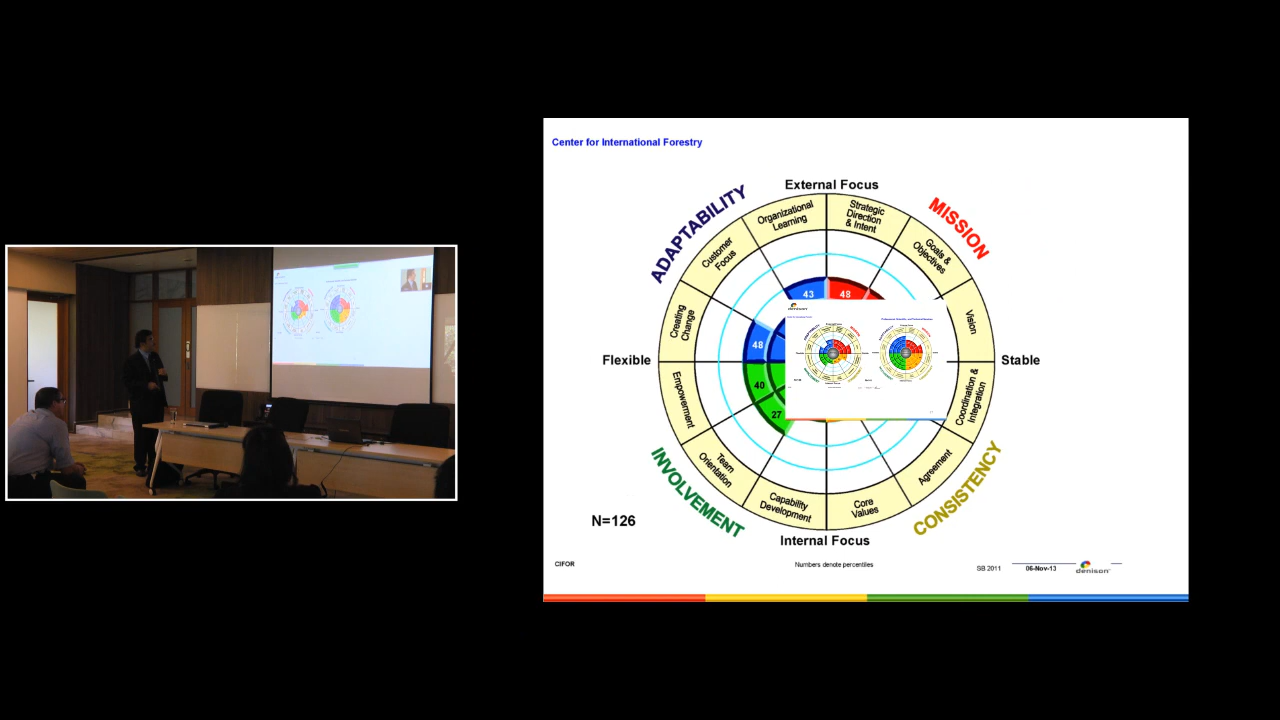 Center for International Forestry
External Focus
ADAPTABILITY
MISSION
Organizational
Learning
Strategic
Direction
& Intent
Customer
Focus
Goals &
Objectives
Creating
Change
Vision
43
48
48
Flexible
Stable
40
27
Empowerment
Coordination &
Integration
Team
Orientation
Agreement
Capability
Development
Core
Values
INVOLVEMENT
CONSISTENCY
N=126
Internal Focus
CIFOR
Numbers denote percentiles
SB 2011
06-Nov-13
denison